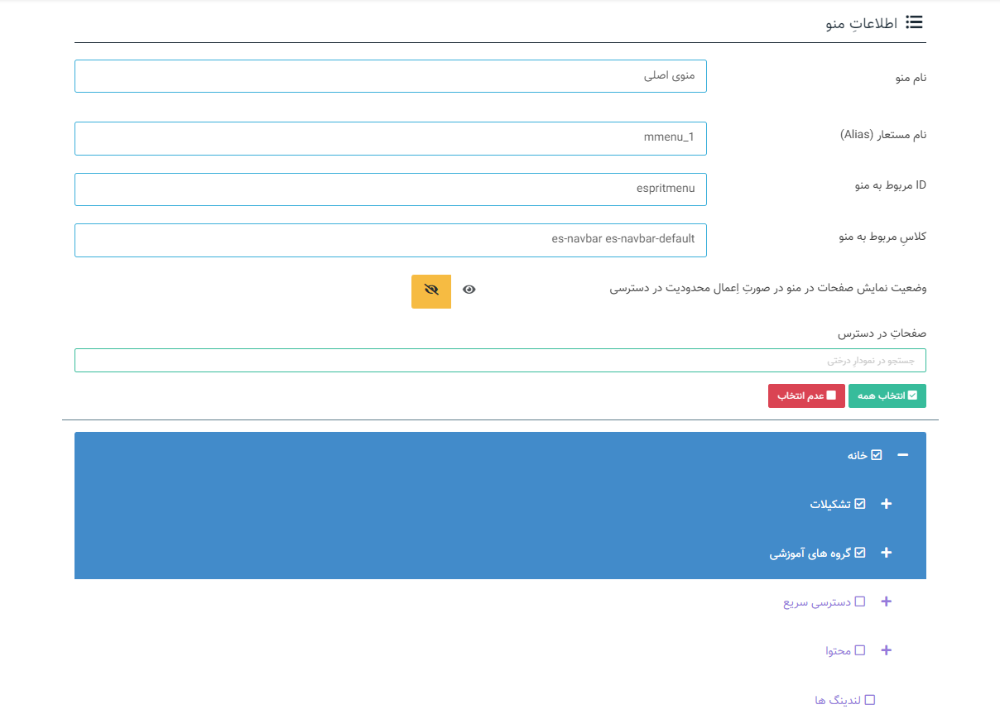 اطلاعاتِ منو
نام منو
منوی اصلی
نام مستعار (Alias)
mmenu_1
ID مربوط به منو
espritmenu
کلاسِ مربوط به منو
es-navbar es-navbar-default
وضعیت نمایش صفحات در منو در صورتِ اِعمال محدودیت در دسترسی
صفحاتِ در دسترس
جستجو در نمودارِ درختی
انتخاب همه
عدم انتخاب
خانه
تشکیلات
گروه های آموزشی
دسترسی سریع
محتوا
لندینگ ها